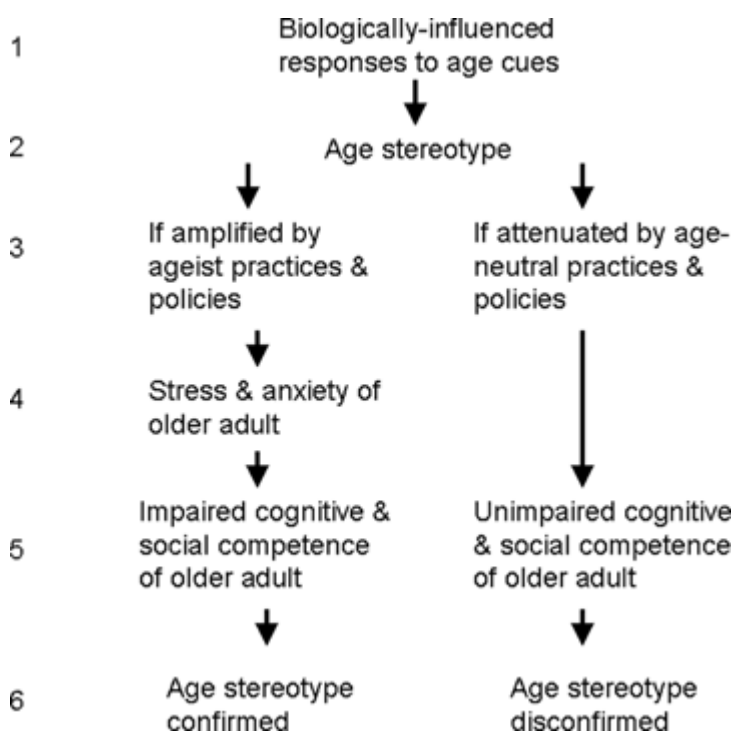 1
Biologically-influenced
responses to age cues
2
Age stereotype
3
If amplified by
ageist practices &
policies
If attenuated by age-
neutral practices &
policies
4
Stress & anxiety of
older adult
5
Impaired cognitive &
social competence
of older adult
Unimpaired cognitive
& social competence
of older adult
6
Age stereotype
confirmed
Age stereotype
disconfirmed